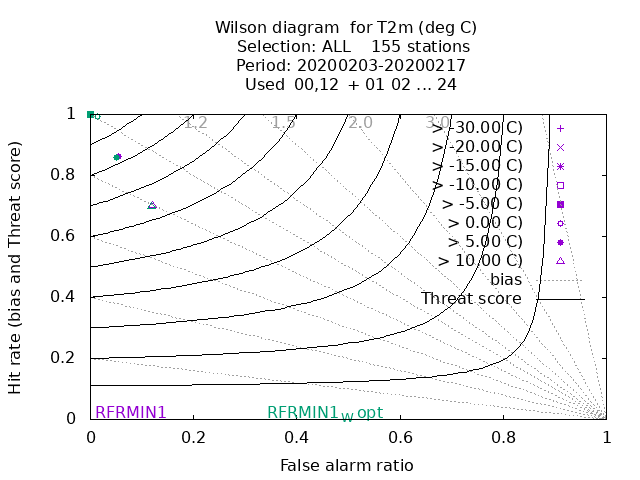 Wilson diagram  for T2m (deg C)
Selection: ALL    155 stations
Period: 20200203-20200217
Used  00,12  + 01 02 ... 24
1.2 1.5 2.0 3.0
> -30.00 C)
> -20.00 C)
> -15.00 C)
> -10.00 C)
> -5.00 C)
> 0.00 C)
> 5.00 C)
> 10.00 C)
bias
Threat score
Hit rate (bias and Threat score)
1
0.8
0.6
0.4
0.2
0
RFRMIN1 RFRMIN1w opt
0 0.2 0.4 0.6 0.8 1
False alarm ratio